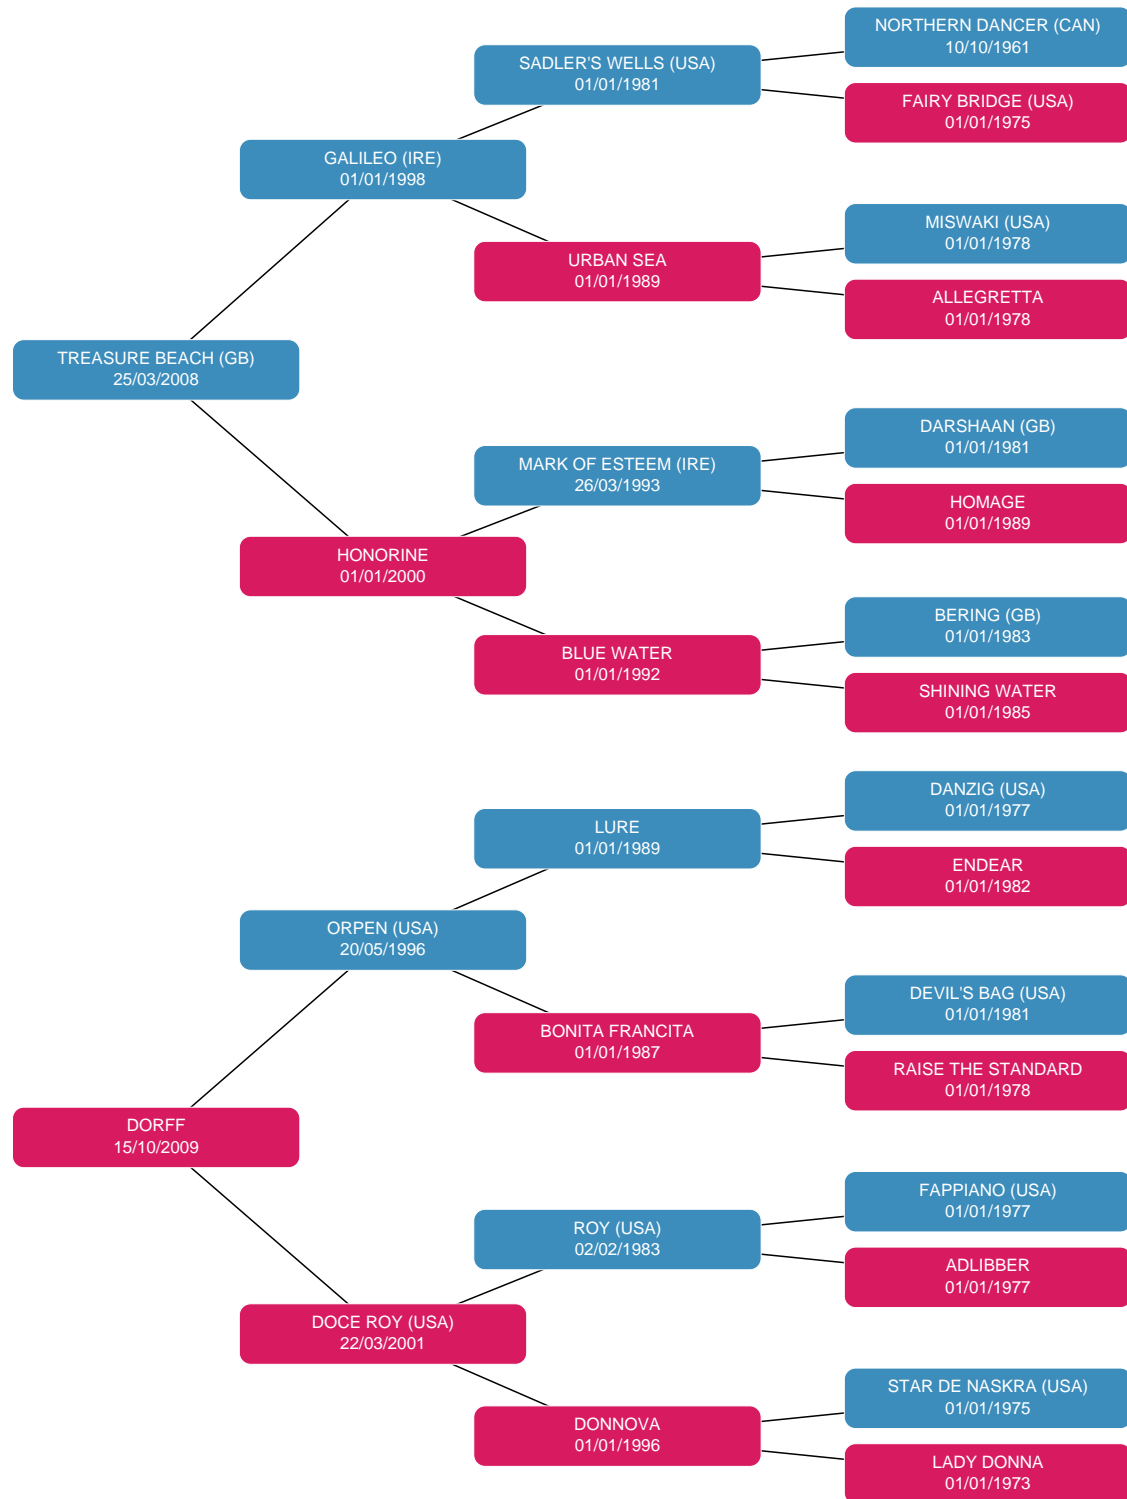 NORTHERN DANCER (CAN)
10/10/1961
SADLER'S WELLS (USA)
01/01/1981
FAIRY BRIDGE (USA)
01/01/1975
GALILEO (IRE)
01/01/1998
MISWAKI (USA)
01/01/1978
URBAN SEA
01/01/1989
ALLEGRETTA
01/01/1978
TREASURE BEACH (GB)
25/03/2008
DARSHAAN (GB)
01/01/1981
MARK OF ESTEEM (IRE)
26/03/1993
HOMAGE
01/01/1989
HONORINE
01/01/2000
BERING (GB)
01/01/1983
BLUE WATER
01/01/1992
SHINING WATER
01/01/1985
DANZIG (USA)
01/01/1977
LURE
01/01/1989
ENDEAR
01/01/1982
ORPEN (USA)
20/05/1996
DEVIL'S BAG (USA)
01/01/1981
BONITA FRANCITA
01/01/1987
RAISE THE STANDARD
01/01/1978
DORFF
15/10/2009
FAPPIANO (USA)
01/01/1977
ROY (USA)
02/02/1983
ADLIBBER
01/01/1977
DOCE ROY (USA)
22/03/2001
STAR DE NASKRA (USA)
01/01/1975
DONNOVA
01/01/1996
LADY DONNA
01/01/1973